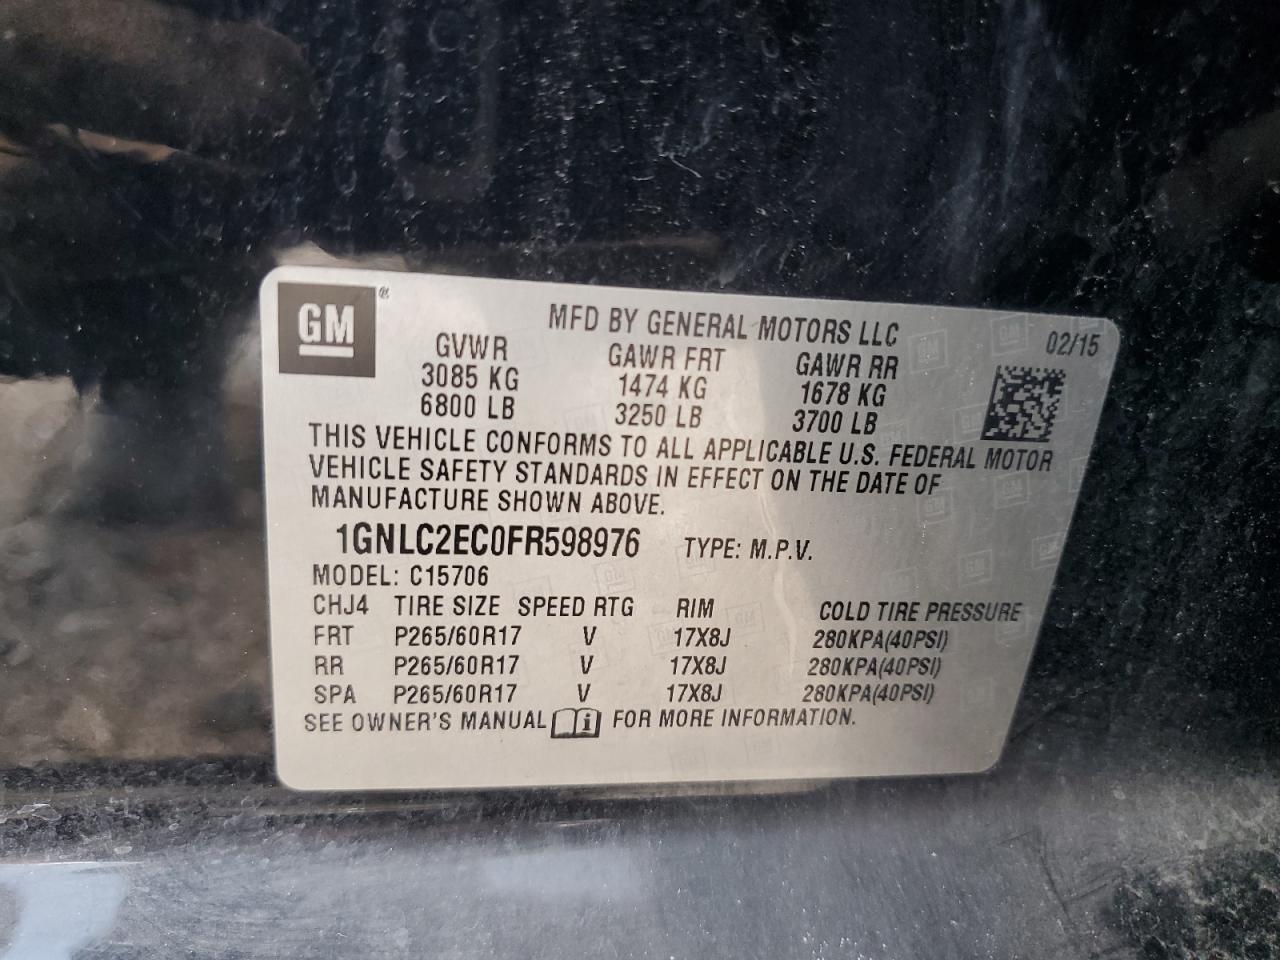 GM®
MFD BY GENERAL MOTORS LLC 02/15
GVWR GAWR FRT GAWR RR
3085 KG 1474 KG 1678 KG
6800 LB 3250 LB 3700 LB
THIS VEHICLE CONFORMS TO ALL APPLICABLE U.S. FEDERAL MOTOR
VEHICLE SAFETY STANDARDS IN EFFECT ON THE DATE OF
MANUFACTURE SHOWN ABOVE.
1GNLC2EC0FR598976 TYPE: M.P.V.
MODEL: C15706
CHJ4 TIRE SIZE SPEED RTG RIM COLD TIRE PRESSURE
FRT P265/60R17 V 17X8J 280KPA(40PSI)
RR P265/60R17 V 17X8J 280KPA(40PSI)
SPA P265/60R17 V 17X8J 280KPA(40PSI)
SEE OWNER'S MANUAL i FOR MORE INFORMATION.